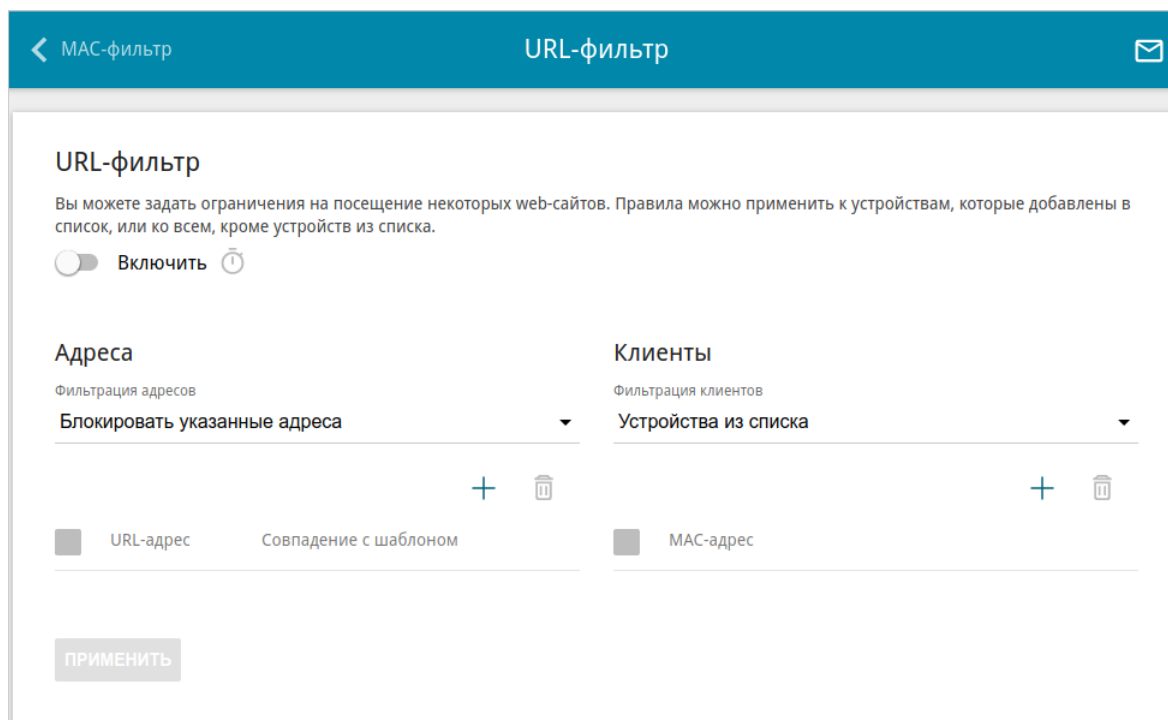 МАС-фильтр
URL-фильтр
URL-фильтр
Вы можете задать ограничения на посещение некоторых web-сайтов. Правила можно применить к устройствам, которые добавлены в
список, или ко всем, кроме устройств из списка.
Включить
Адреса
Клиенты
Фильтрация адресов
Фильтрация клиентов
Блокировать указанные адреса
Устройства из списка
URL-адрес
Совпадение с шаблоном
МАС-адрес
ПРИМЕНИТЬ